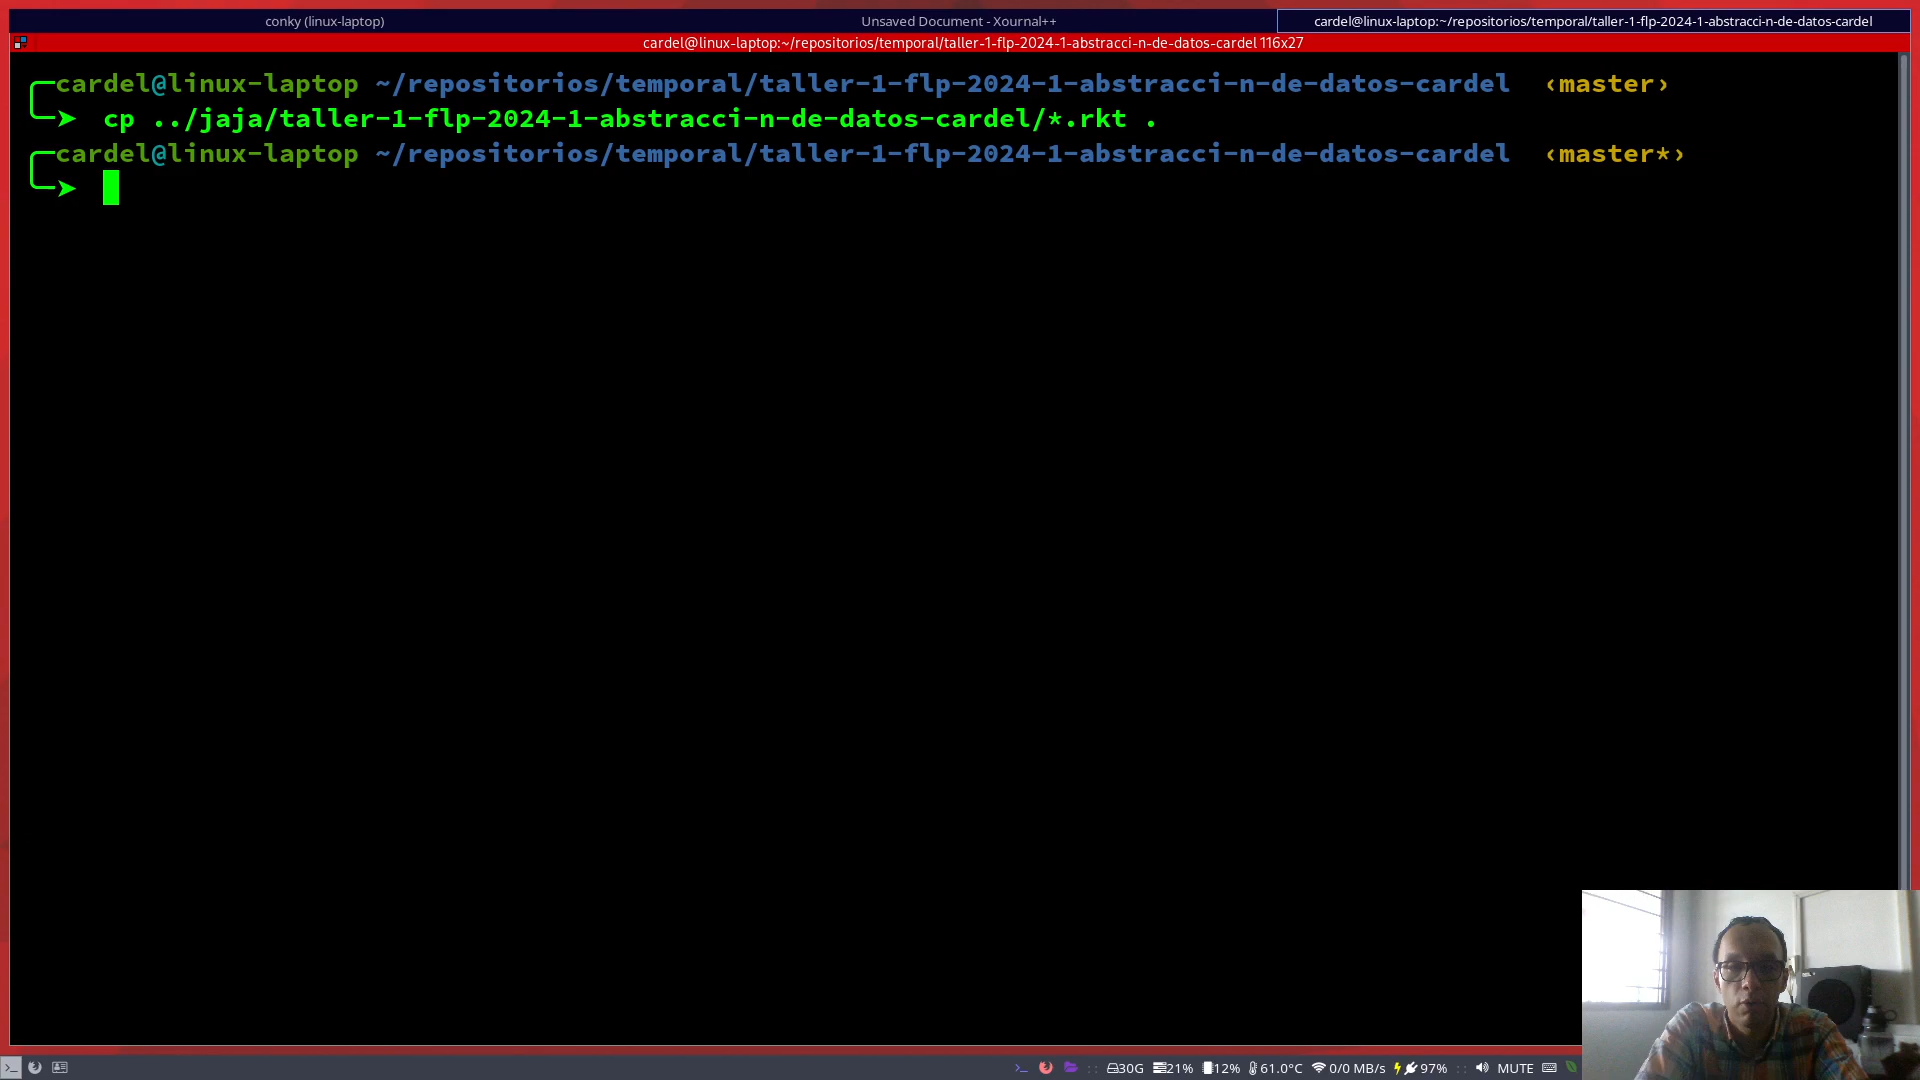 conky (linux-laptop)
Unsaved Document - Xournal++
cardel@linux-laptop:~/repositorios/temporal/taller-1-flp-2024-1-abstracci-n-de-datos-cardel
cardel@linux-laptop:~/repositorios/temporal/taller-1-flp-2024-1-abstracci-n-de-datos-cardel 116x27
cardel@linux-laptop ~/repositorios/temporal/taller-1-flp-2024-1-abstracci-n-de-datos-cardel ‹master›
➤ cp ../jaja/taller-1-flp-2024-1-abstracci-n-de-datos-cardel/*.rkt .
cardel@linux-laptop ~/repositorios/temporal/taller-1-flp-2024-1-abstracci-n-de-datos-cardel ‹master*›
➤
:: 30G 21% 12% 61.0°C 0/0 MB/s 97% :: MUTE